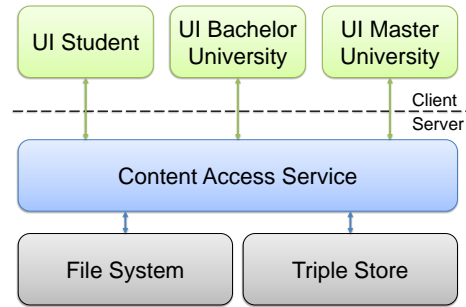 UI Student
UI Bachelor
University
UI Master
University
Client
Server
Content Access Service
File System
Triple Store